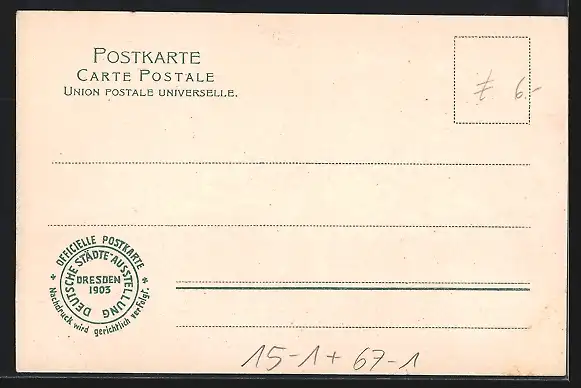 POSTKARTE
CARTE POSTALE
UNION POSTALE UNIVERSELLE.
6.-
* OFFICIELLE POSTKARTE *
DEUTSCHE STÄDTE-AUSSTELLUNG
DRESDEN
1903
Nachdruck wird gerichtlich verfolgt.
15-1+67-1